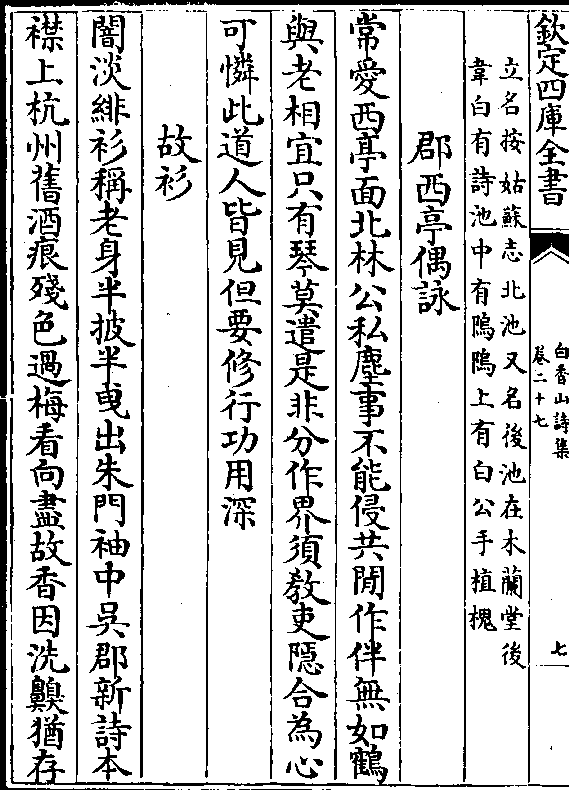 欽定四庫全書
白香山詩集
卷二十七
七
立名按姑蘇志北池又名後池在木蘭堂後
韋白有詩池中有隖隖上有白公手植槐
郡西亭偶詠
常愛西亭面北林公私塵事不能侵共閒作伴無如鶴
與老相宜只有琴莫遣是非分作界須敎吏隱合為心
可憐此道人皆見但要修行功用深
故衫
闇淡緋衫稱老身半披半曵出朱門袖中吳郡新詩本
襟上杭州舊酒痕殘色過梅看向盡故香因洗齅猶存